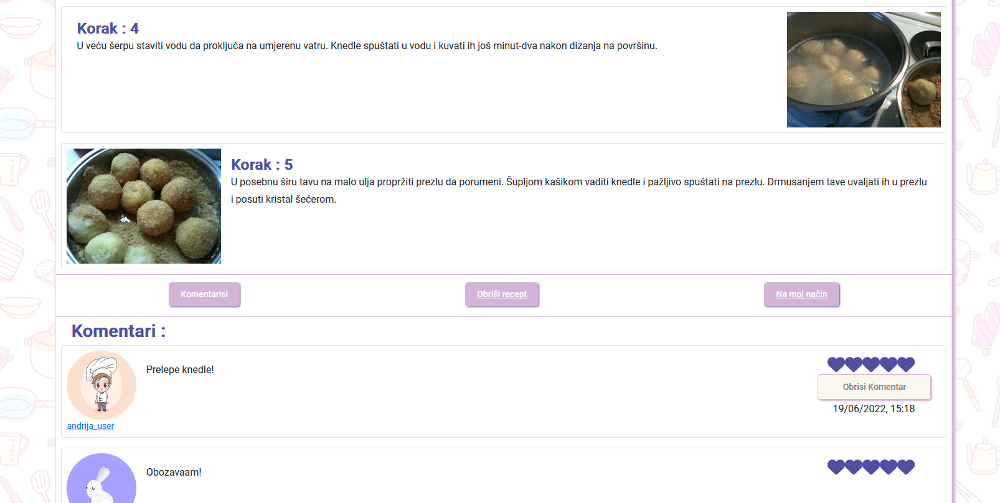 Korak : 4
U veću šerpu staviti vodu da proključa na umjerenu vatru. Knedle spuštati u vodu i kuvati ih još minut-dva nakon dizanja na površinu.
Korak : 5
U posebnu širu tavu na malo ulja propržiti prezlu da porumeni. Šupljom kašikom vaditi knedle i pažljivo spuštati na prezlu. Drmusanjem tave uvaljati ih u prezlu
i posuti kristal šećerom.
Komentarisi
Obriši recept
Na moj način
Komentari :
Prelepe knedle!
Obrisi Komentar
19/06/2022, 15:18
andrija_user
Obozavaam!